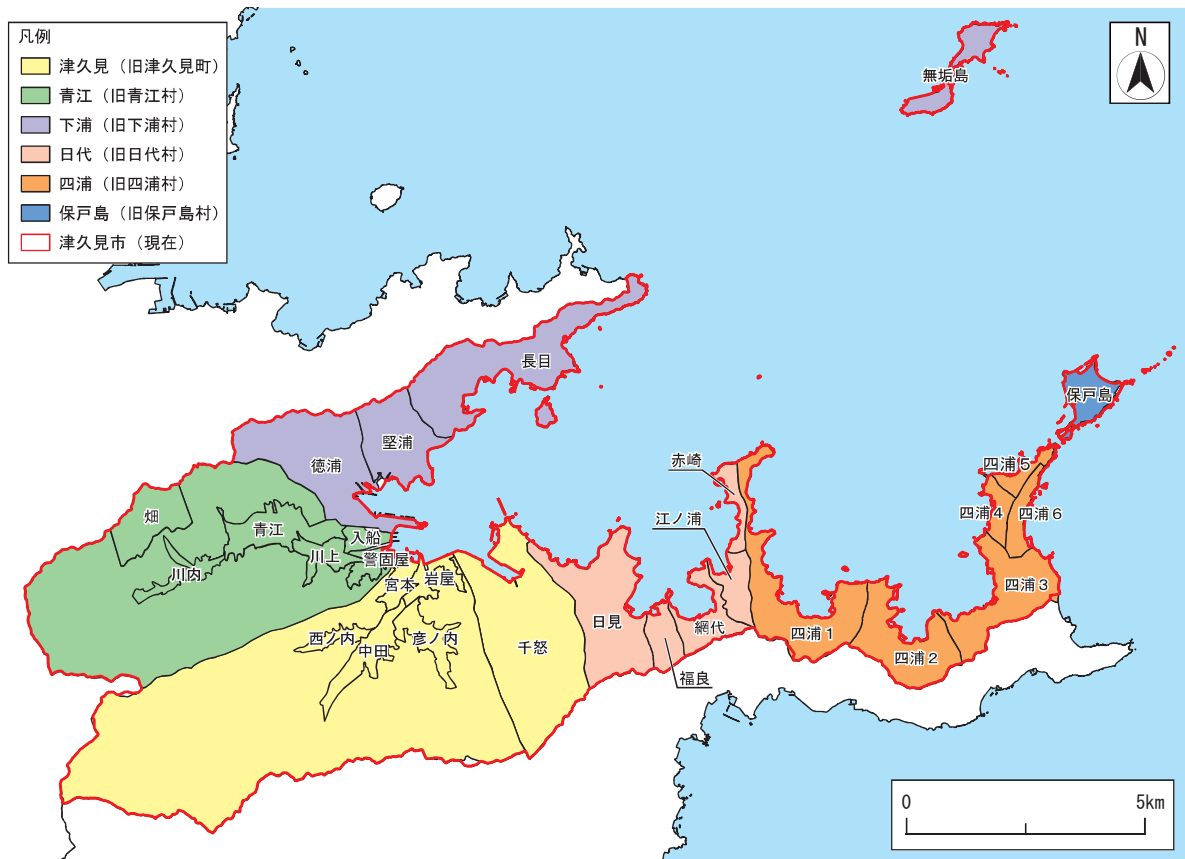 凡例
津久見（旧津久見町）
青江（旧青江村）
下浦（旧下浦村）
日代（旧日代村）
四浦（旧四浦村）
保戸島（旧保戸島村）
津久見市（現在）
N
無垢島
長目
保戸島
堅浦
徳浦
赤崎
四浦５
畑
青江
江ノ浦
四浦４
四浦６
入船
川上
警固屋
川内
宮本
岩屋
四浦３
日見
網代
四浦１
西ノ内
中田
彦ノ内
千怒
四浦２
福良
0
5km